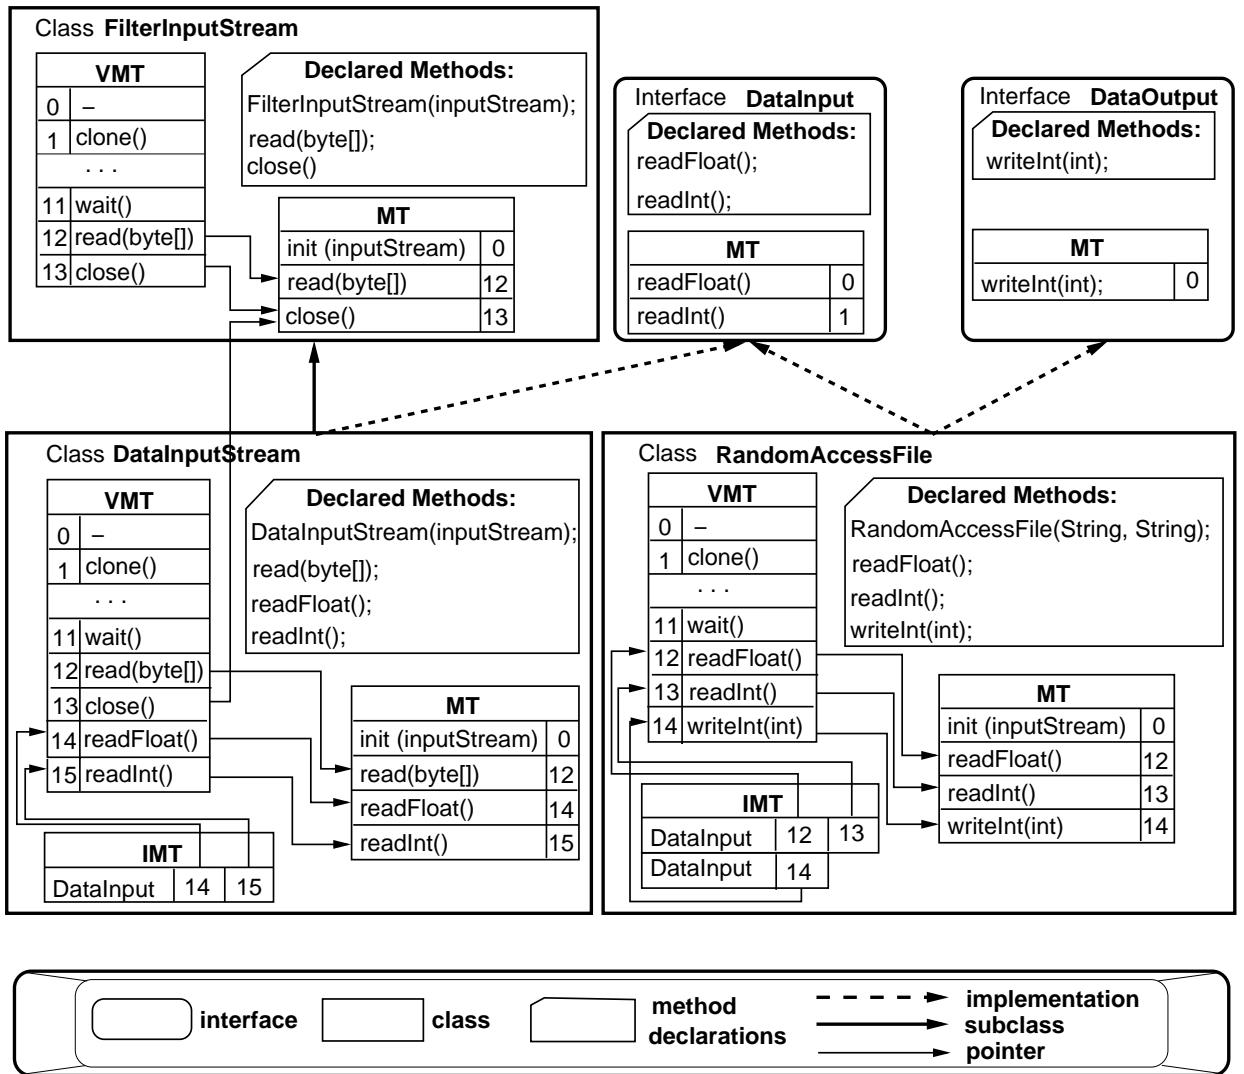 Class FilterInputStream
VMT
0 –
1 clone()
. . .
11 wait()
12 read(byte[])
13 close()
Declared Methods:
FilterInputStream(inputStream);
read(byte[]);
close()
MT
init (inputStream) 0
read(byte[]) 12
close() 13
Interface DataInput
Declared Methods:
readFloat();
readInt();
MT
readFloat() 0
readInt() 1
Interface DataOutput
Declared Methods:
writeInt(int);
MT
writeInt(int); 0
Class DataInputStream
VMT
0 –
1 clone()
. . .
11 wait()
12 read(byte[])
13 close()
14 readFloat()
15 readInt()
Declared Methods:
DataInputStream(inputStream);
read(byte[]);
readFloat();
readInt();
MT
init (inputStream) 0
read(byte[]) 12
readFloat() 14
readInt() 15
IMT
DataInput 14 15
Class RandomAccessFile
VMT
0 –
1 clone()
. . .
11 wait()
12 readFloat()
13 readInt()
14 writeInt(int)
Declared Methods:
RandomAccessFile(String, String);
readFloat();
readInt();
writeInt(int);
MT
init (inputStream) 0
readFloat() 12
readInt() 13
writeInt(int) 14
IMT
DataInput 12 13
DataInput 14
interface
class
method
declarations
implementation
subclass
pointer